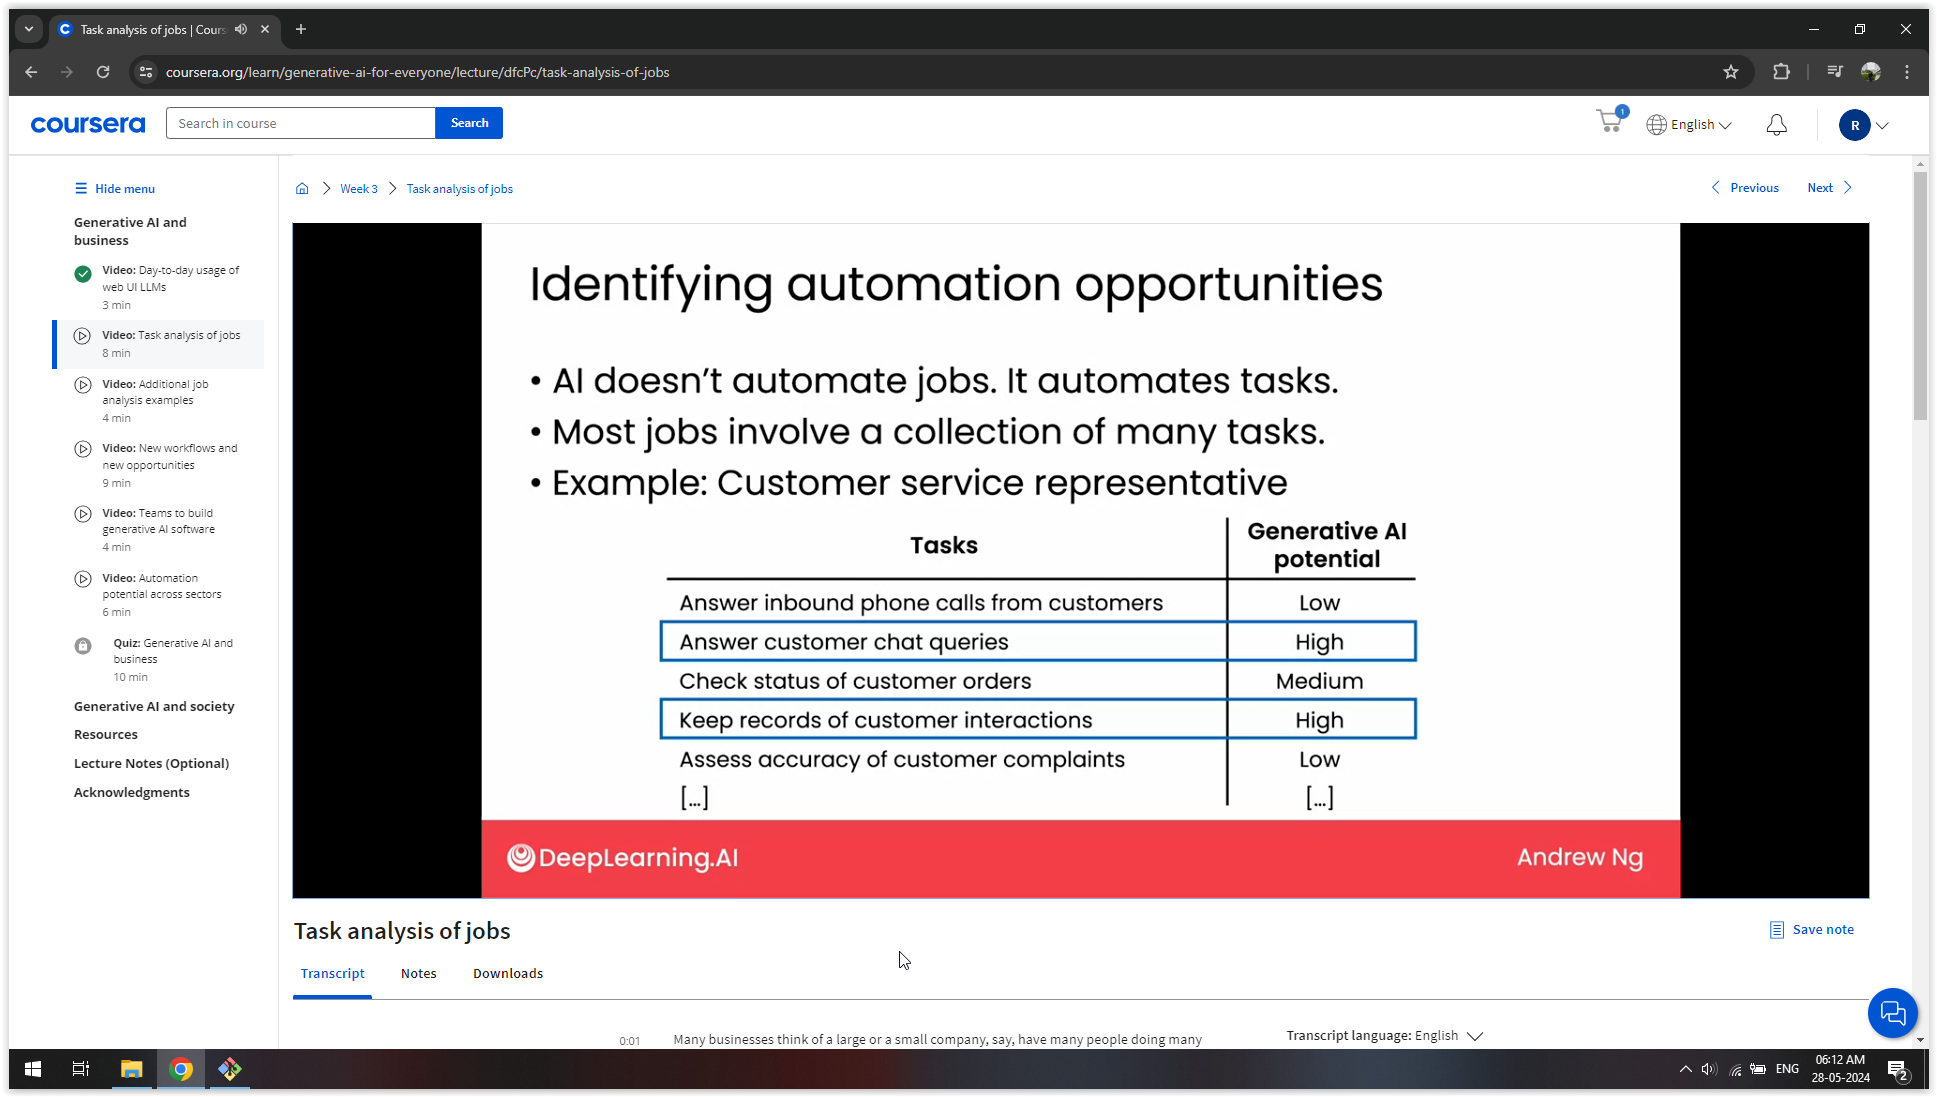 Task analysis of jobs | Cours
coursera.org/learn/generative-ai-for-everyone/lecture/dfcPc/task-analysis-of-jobs
coursera
Search in course
Search
1
English
R
Hide menu
Week 3
Task analysis of jobs
Previous
Next
Generative AI and
business
Video: Day-to-day usage of
web UI LLMs
3 min
Video: Task analysis of jobs
8 min
Video: Additional job
analysis examples
4 min
Video: New workflows and
new opportunities
9 min
Video: Teams to build
generative AI software
4 min
Video: Automation
potential across sectors
6 min
Quiz: Generative AI and
business
10 min
Generative AI and society
Resources
Lecture Notes (Optional)
Acknowledgments
Identifying automation opportunities
• AI doesn't automate jobs. It automates tasks.
• Most jobs involve a collection of many tasks.
• Example: Customer service representative
Tasks
Generative AI
potential
Answer inbound phone calls from customers Low
Answer customer chat queries High
Check status of customer orders Medium
Keep records of customer interactions High
Assess accuracy of customer complaints Low
[...] [...]
DeepLearning.AI
Andrew Ng
Task analysis of jobs
Save note
Transcript
Notes
Downloads
0:01
Many businesses think of a large or a small company, say, have many people doing many
Transcript language: English
ENG
06:12 AM
28-05-2024
2